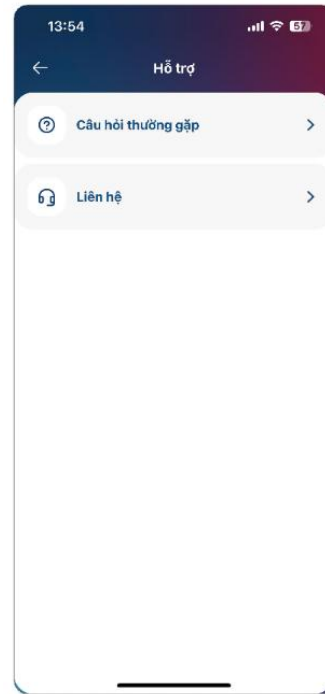 13:54
57
Hỗ trợ
Câu hỏi thường gặp
Liên hệ